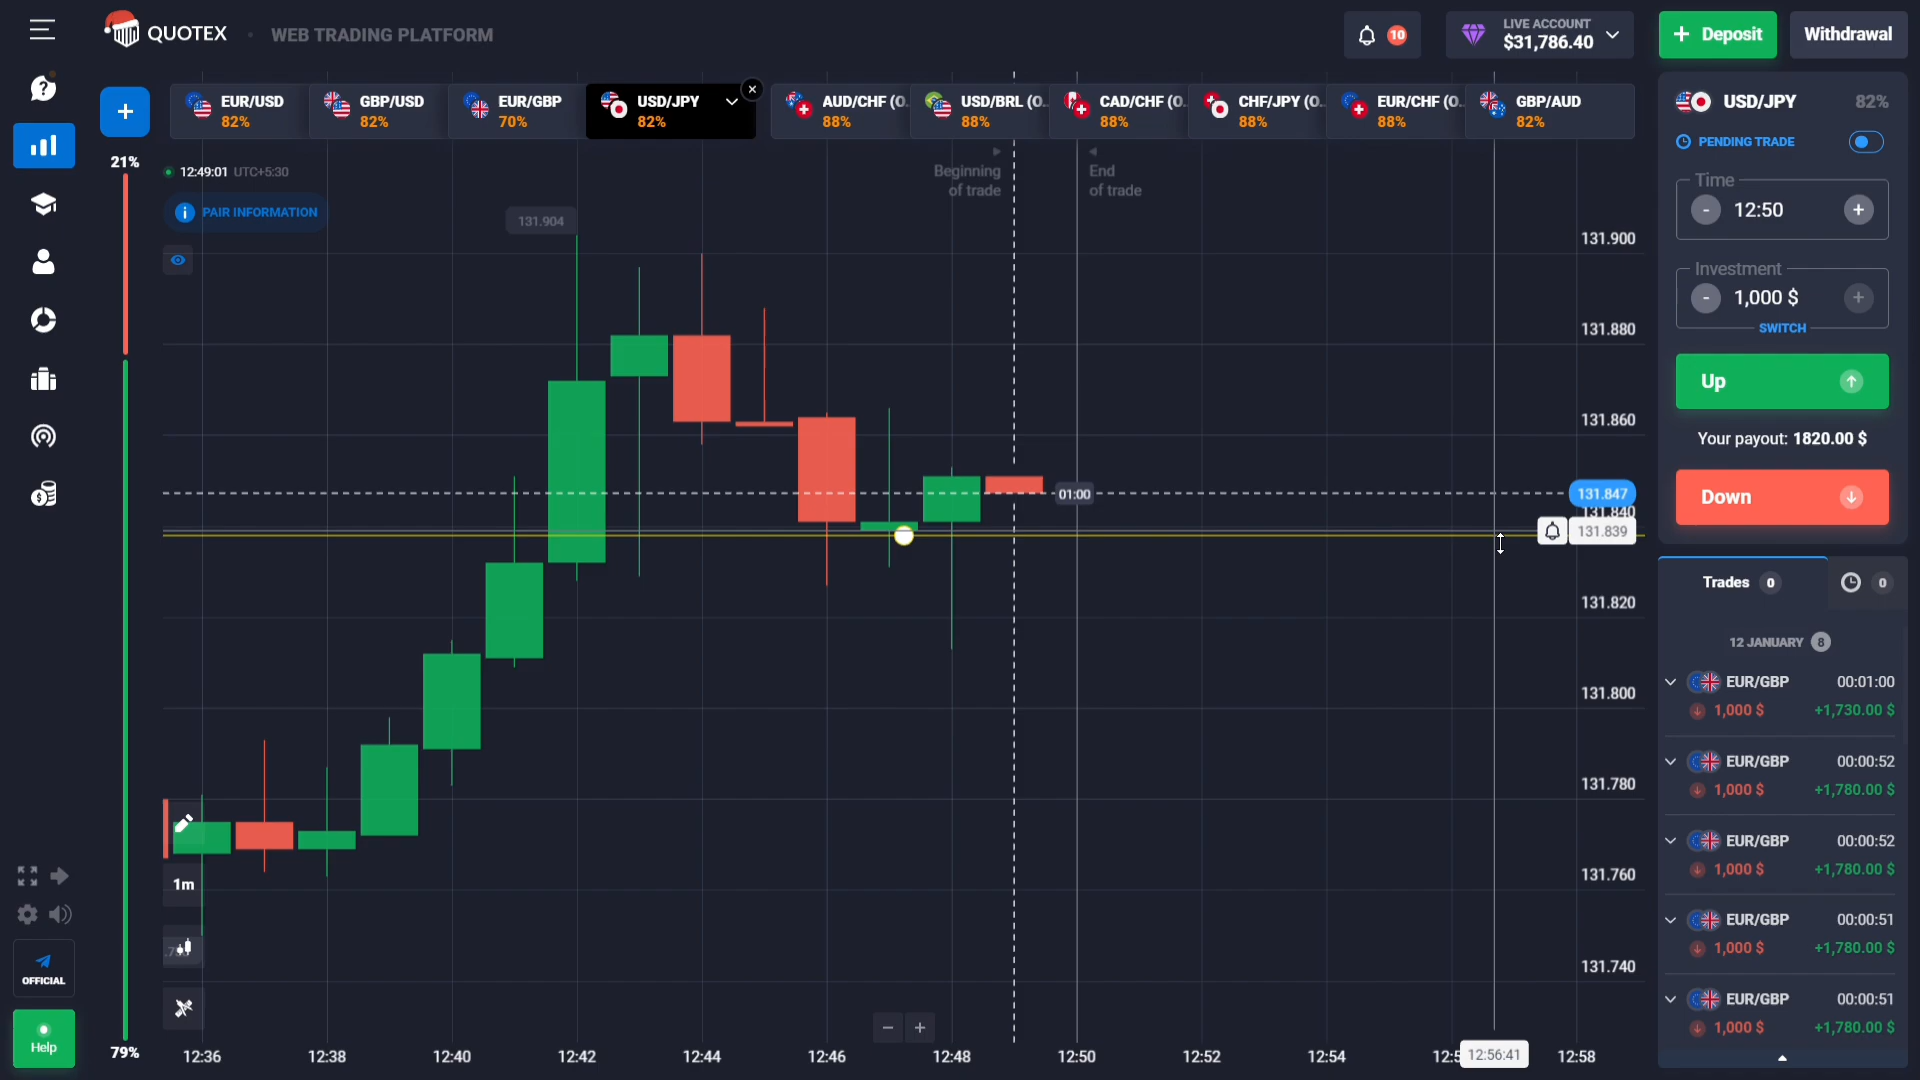 QUOTEX
WEB TRADING PLATFORM
10
LIVE ACCOUNT
$31,786.40
+ Deposit
Withdrawal
EUR/USD
82%
GBP/USD
82%
EUR/GBP
70%
USD/JPY
82%
AUD/CHF (O..
88%
USD/BRL (O..
88%
CAD/CHF (O..
88%
CHF/JPY (O..
88%
EUR/CHF (O..
88%
GBP/AUD
82%
21%
12:49:01 UTC+5:30
PAIR INFORMATION
131.904
Beginning
of trade
End
of trade
131.900
131.880
131.860
131.847
131.840
131.839
131.820
131.800
131.780
131.760
131.740
01:00
1m
OFFICIAL
Help
79%
12:36
12:38
12:40
12:42
12:44
12:46
12:48
12:50
12:52
12:54
12:56:41
12:58
USD/JPY
82%
PENDING TRADE
Time
- 12:50 +
Investment
- 1,000 $ +
SWITCH
Up
Your payout: 1820.00 $
Down
Trades 0
0
12 JANUARY 8
EUR/GBP 00:01:00
1,000 $ +1,730.00 $
EUR/GBP 00:00:52
1,000 $ +1,780.00 $
EUR/GBP 00:00:52
1,000 $ +1,780.00 $
EUR/GBP 00:00:51
1,000 $ +1,780.00 $
EUR/GBP 00:00:51
1,000 $ +1,780.00 $